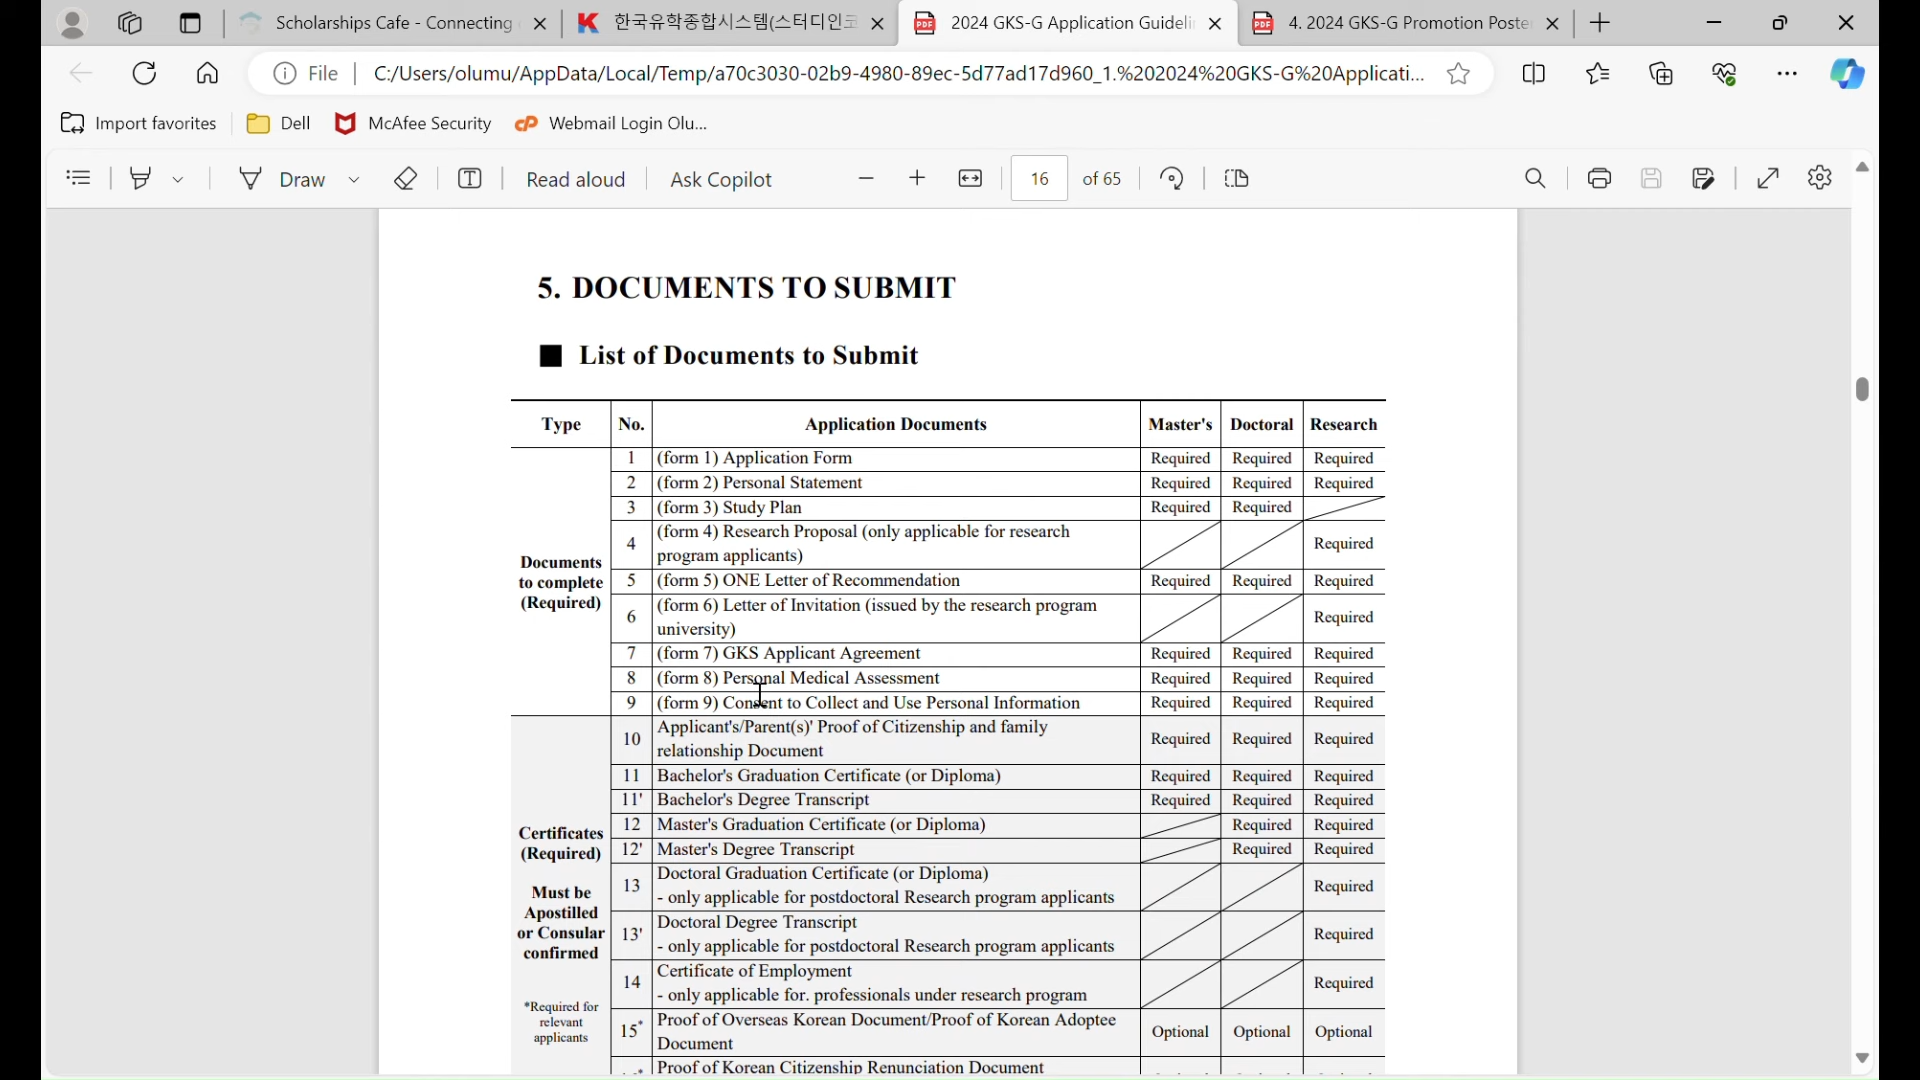 Scholarships Cafe - Connecting
한국유학종합시스템(스터디인코
2024 GKS-G Application Guideli
4. 2024 GKS-G Promotion Poste
File
C:/Users/olumu/AppData/Local/Temp/a70c3030-02b9-4980-89ec-5d77ad17d960_1.%202024%20GKS-G%20Applicati...
Import favorites
Dell
McAfee Security
Webmail Login Olu...
Draw
Read aloud
Ask Copilot
16 of 65
5. DOCUMENTS TO SUBMIT
List of Documents to Submit
Type No. Application Documents Master's Doctoral Research
Documents
to complete
(Required)
1 (form 1) Application Form Required Required Required
2 (form 2) Personal Statement Required Required Required
3 (form 3) Study Plan Required Required
4 (form 4) Research Proposal (only applicable for research
program applicants) Required
5 (form 5) ONE Letter of Recommendation Required Required Required
6 (form 6) Letter of Invitation (issued by the research program
university) Required
7 (form 7) GKS Applicant Agreement Required Required Required
8 (form 8) Personal Medical Assessment Required Required Required
9 (form 9) Consent to Collect and Use Personal Information Required Required Required
Certificates
(Required)
Must be
Apostilled
or Consular
confirmed
*Required for
relevant
applicants
10 Applicant's/Parent(s)' Proof of Citizenship and family
relationship Document Required Required Required
11 Bachelor's Graduation Certificate (or Diploma) Required Required Required
11' Bachelor's Degree Transcript Required Required Required
12 Master's Graduation Certificate (or Diploma) Required Required
12' Master's Degree Transcript Required Required
13 Doctoral Graduation Certificate (or Diploma)
- only applicable for postdoctoral Research program applicants Required
13' Doctoral Degree Transcript
- only applicable for postdoctoral Research program applicants Required
14 Certificate of Employment
- only applicable for. professionals under research program Required
15* Proof of Overseas Korean Document/Proof of Korean Adoptee
Document Optional Optional Optional
Proof of Korean Citizenship Renunciation Document